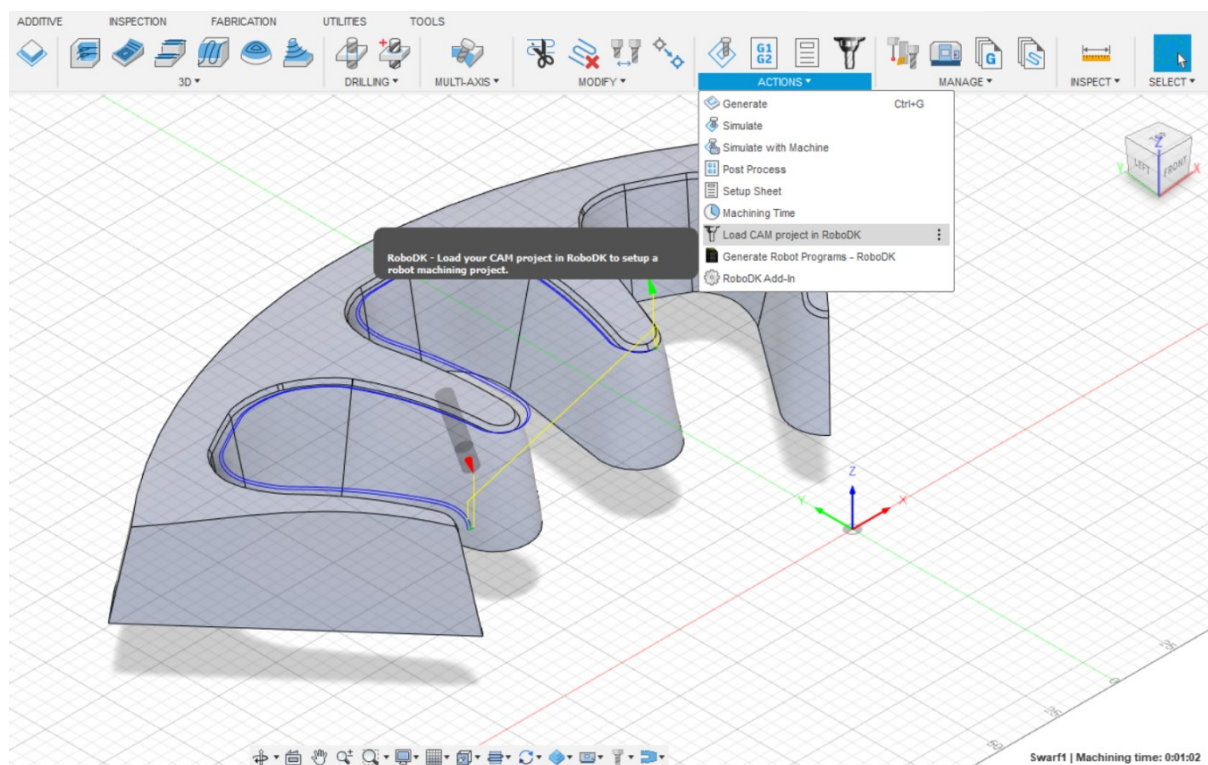 ADDITIVE INSPECTION FABRICATION UTILITIES TOOLS
G1
G2
G
3D DRILLING MULTI-AXIS MODIFY ACTIONS MANAGE INSPECT SELECT
Generate Ctrl+G
Simulate
Simulate with Machine
Post Process
Setup Sheet
Machining Time
Load CAM project in RoboDK
Generate Robot Programs - RoboDK
RoboDK Add-In
RoboDK - Load your CAM project in RoboDK to setup a
robot machining project.
Z
LEFT FRONT
Y X
Z
Y X
0
50
Swarf1 | Machining time: 0:01:02